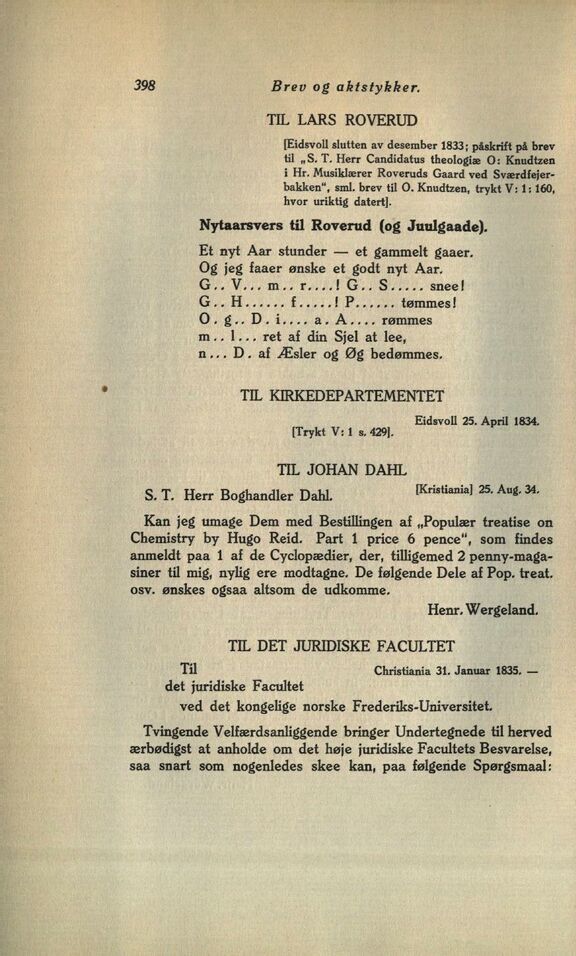 398
Brev og aktstykker.
TIL LARS ROVERUD
[Eidsvoll slutten av desember 1833; påskrift på brev
til „S. T. Herr Candidatus theologiæ O: Knudtzen
i Hr. Musiklærer Roveruds Gaard ved Sværdfejer-
bakken“, sml. brev til O. Knudtzen, trykt V: 1: 160,
hvor uriktig datert].
Nytaarsvers til Roverud (og Juulgaade).
Et nyt Aar stunder — et gammelt gaaer.
Og jeg faaer ønske et godt nyt Aar.
G.. V... m.. r....! G.. S..... snee!
G.. H...... f.....! P...... tømmes!
O. g.. D. i.... a. A.... rømmes
m.. l... ret af din Sjel at lee,
n... D. af Æsler og Øg bedømmes.
TIL KIRKEDEPARTEMENTET
Eidsvoll 25. April 1834.
[Trykt V: 1 s. 429].
TIL JOHAN DAHL
[Kristiania] 25. Aug. 34.
S. T. Herr Boghandler Dahl.
Kan jeg umage Dem med Bestillingen af „Populær treatise on
Chemistry by Hugo Reid. Part 1 price 6 pence“, som findes
anmeldt paa 1 af de Cyclopædier, der, tilligemed 2 penny-maga-
siner til mig, nylig ere modtagne. De følgende Dele af Pop. treat.
osv. ønskes ogsaa altsom de udkomme.
Henr. Wergeland.
TIL DET JURIDISKE FACULTET
Til
Christiania 31. Januar 1835. —
det juridiske Facultet
ved det kongelige norske Frederiks-Universitet.
Tvingende Velfærdsanliggende bringer Undertegnede til herved
ærbødigst at anholde om det høje juridiske Facultets Besvarelse,
saa snart som nogenledes skee kan, paa følgende Spørgsmaal: